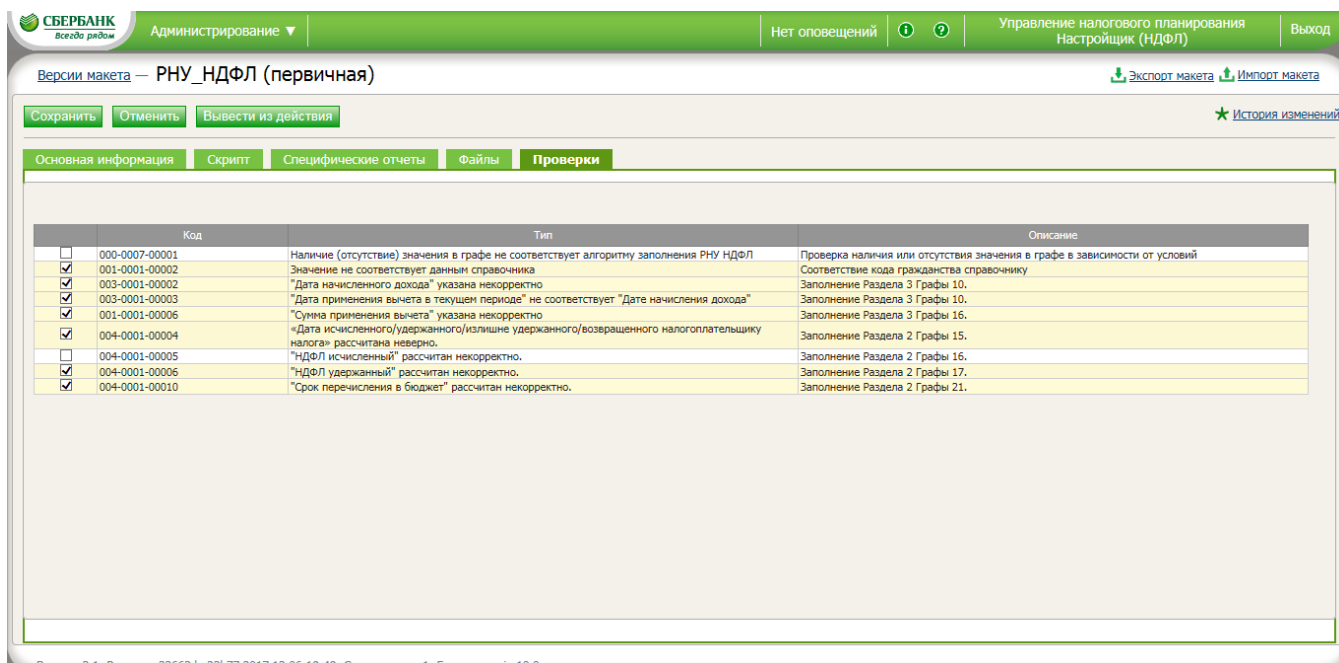 СБЕРБАНК
Всегда рядом
Администрирование ▼
Нет оповещений
Управление налогового планирования
Настройщик (НДФЛ)
Выход
Версии макета — РНУ_НДФЛ (первичная)
Экспорт макета Импорт макета
Сохранить Отменить Вывести из действия
История изменений
Основная информация Скрипт Специфические отчеты Файлы Проверки
Код Тип Описание
000-0007-00001 Наличие (отсутствие) значения в графе не соответствует алгоритму заполнения РНУ НДФЛ Проверка наличия или отсутствия значения в графе в зависимости от условий
001-0001-00002 Значение не соответствует данным справочника Соответствие кода гражданства справочнику
003-0001-00002 "Дата начисленного дохода" указана некорректно Заполнение Раздела 3 Графы 10.
003-0001-00003 "Дата применения вычета в текущем периоде" не соответствует "Дате начисления дохода" Заполнение Раздела 3 Графы 10.
001-0001-00006 "Сумма применения вычета" указана некорректно Заполнение Раздела 3 Графы 16.
004-0001-00004 «Дата исчисленного/удержанного/излишне удержанного/возвращенного налогоплательщику налога» рассчитана неверно. Заполнение Раздела 2 Графы 15.
004-0001-00005 "НДФЛ исчисленный" рассчитан некорректно. Заполнение Раздела 2 Графы 16.
004-0001-00006 "НДФЛ удержанный" рассчитан некорректно. Заполнение Раздела 2 Графы 17.
004-0001-00010 "Срок перечисления в бюджет" рассчитан некорректно. Заполнение Раздела 2 Графы 21.